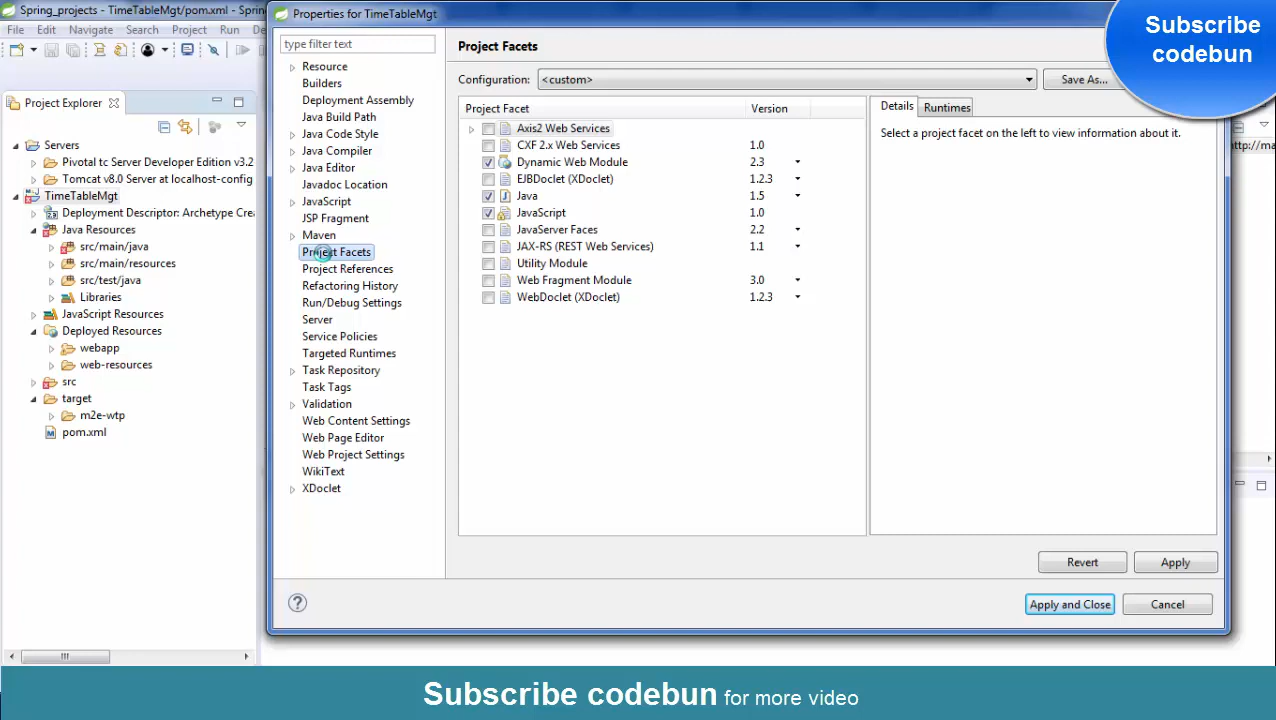 Spring_projects - TimeTableMgt/pom.xml - Sp
File Edit Navigate Search Project Run
Project Explorer
Servers
Pivotal tc Server Developer Edition v3.2
Tomcat v8.0 Server at localhost-config
TimeTableMgt
Deployment Descriptor: Archetype Crea
Java Resources
src/main/java
src/main/resources
src/test/java
Libraries
JavaScript Resources
Deployed Resources
webapp
web-resources
src
target
m2e-wtp
pom.xml
Properties for TimeTableMgt
type filter text
Resource
Builders
Deployment Assembly
Java Build Path
Java Code Style
Java Compiler
Java Editor
Javadoc Location
JavaScript
JSP Fragment
Maven
Project Facets
Project References
Refactoring History
Run/Debug Settings
Server
Service Policies
Targeted Runtimes
Task Repository
Task Tags
Validation
Web Content Settings
Web Page Editor
Web Project Settings
WikiText
XDoclet
Project Facets
Configuration: <custom> Save As...
Project Facet Version
Axis2 Web Services
CXF 2.x Web Services 1.0
Dynamic Web Module 2.3
EJBDoclet (XDoclet) 1.2.3
Java 1.5
JavaScript 1.0
JavaServer Faces 2.2
JAX-RS (REST Web Services) 1.1
Utility Module
Web Fragment Module 3.0
WebDoclet (XDoclet) 1.2.3
Details Runtimes
Select a project facet on the left to view information about it.
Revert Apply
Apply and Close Cancel
Subscribe
codebun
http://ma
Subscribe codebun for more video